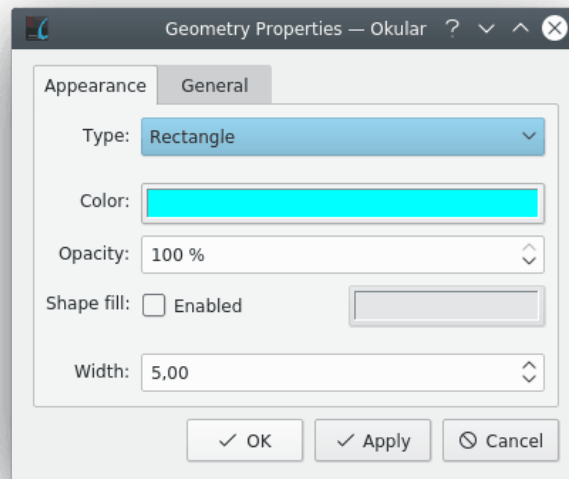 Geometry Properties — Okular
Appearance General
Type: Rectangle
Color:
Opacity: 100 %
Shape fill: Enabled
Width: 5,00
OK Apply Cancel